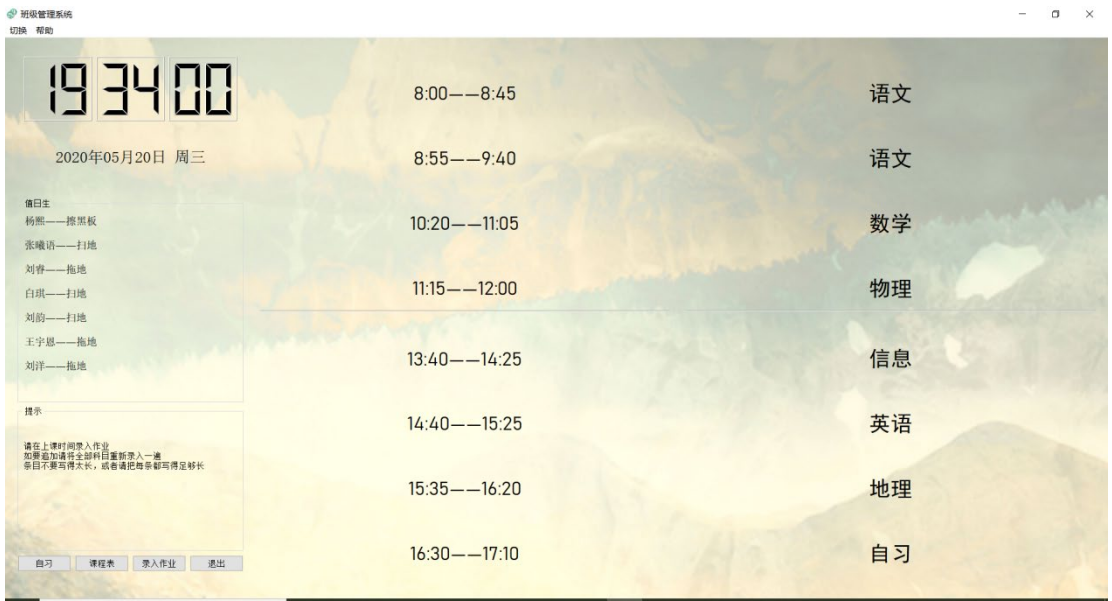 班级管理系统
切换 帮助
19 34 00
2020年05月20日 周三
值日生
杨熙——擦黑板
张曦语——扫地
刘睿——拖地
白琪——扫地
刘韵——扫地
王宇恩——拖地
刘洋——拖地
提示
请在上课时间录入作业
如要追加请将全部科目重新录入一遍
条目不要写得太长，或者请把每条都写得足够长
自习 课程表 录入作业 退出
8:00——8:45 语文
8:55——9:40 语文
10:20——11:05 数学
11:15——12:00 物理
13:40——14:25 信息
14:40——15:25 英语
15:35——16:20 地理
16:30——17:10 自习